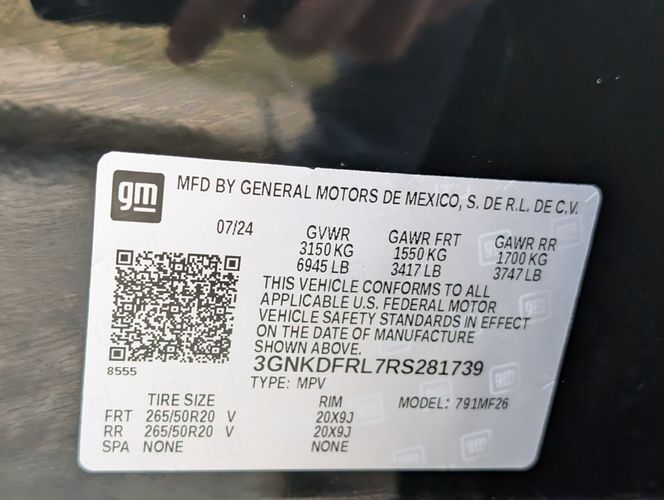 gm MFD BY GENERAL MOTORS DE MEXICO, S. DE R.L. DE C.V.
07/24 GVWR GAWR FRT GAWR RR
3150 KG 1550 KG 1700 KG
6945 LB 3417 LB 3747 LB
THIS VEHICLE CONFORMS TO ALL
APPLICABLE U.S. FEDERAL MOTOR
VEHICLE SAFETY STANDARDS IN EFFECT
ON THE DATE OF MANUFACTURE
SHOWN ABOVE.
8555 3GNKDFRL7RS281739
TYPE: MPV
TIRE SIZE RIM MODEL: 791MF26
FRT 265/50R20 V 20X9J
RR 265/50R20 V 20X9J
SPA NONE NONE